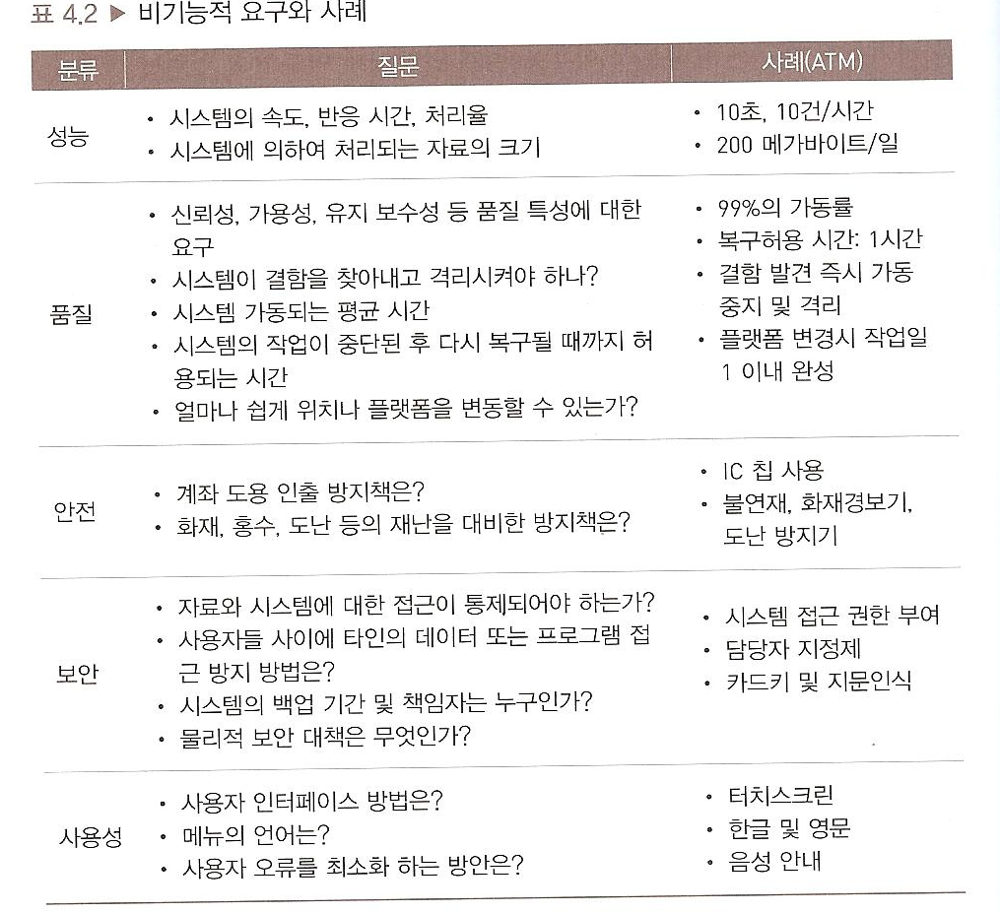 표 4.2 ▶ 비기능적 요구와 사례
분류 질문 사례(ATM)
성능
• 시스템의 속도, 반응 시간, 처리율
• 시스템에 의하여 처리되는 자료의 크기
• 10초, 10건/시간
• 200 메가바이트/일
품질
• 신뢰성, 가용성, 유지 보수성 등 품질 특성에 대한
요구
• 시스템이 결함을 찾아내고 격리시켜야 하나?
• 시스템 가동되는 평균 시간
• 시스템의 작업이 중단된 후 다시 복구될 때까지 허
용되는 시간
• 얼마나 쉽게 위치나 플랫폼을 변동할 수 있는가?
• 99%의 가동률
• 복구허용 시간: 1시간
• 결함 발견 즉시 가동
중지 및 격리
• 플랫폼 변경시 작업일
1 이내 완성
안전
• 계좌 도용 인출 방지책은?
• 화재, 홍수, 도난 등의 재난을 대비한 방지책은?
• IC 칩 사용
• 불연재, 화재경보기,
도난 방지기
보안
• 자료와 시스템에 대한 접근이 통제되어야 하는가?
• 사용자들 사이에 타인의 데이터 또는 프로그램 접
근 방지 방법은?
• 시스템의 백업 기간 및 책임자는 누구인가?
• 물리적 보안 대책은 무엇인가?
• 시스템 접근 권한 부여
• 담당자 지정제
• 카드키 및 지문인식
사용성
• 사용자 인터페이스 방법은?
• 메뉴의 언어는?
• 사용자 오류를 최소화 하는 방안은?
• 터치스크린
• 한글 및 영문
• 음성 안내